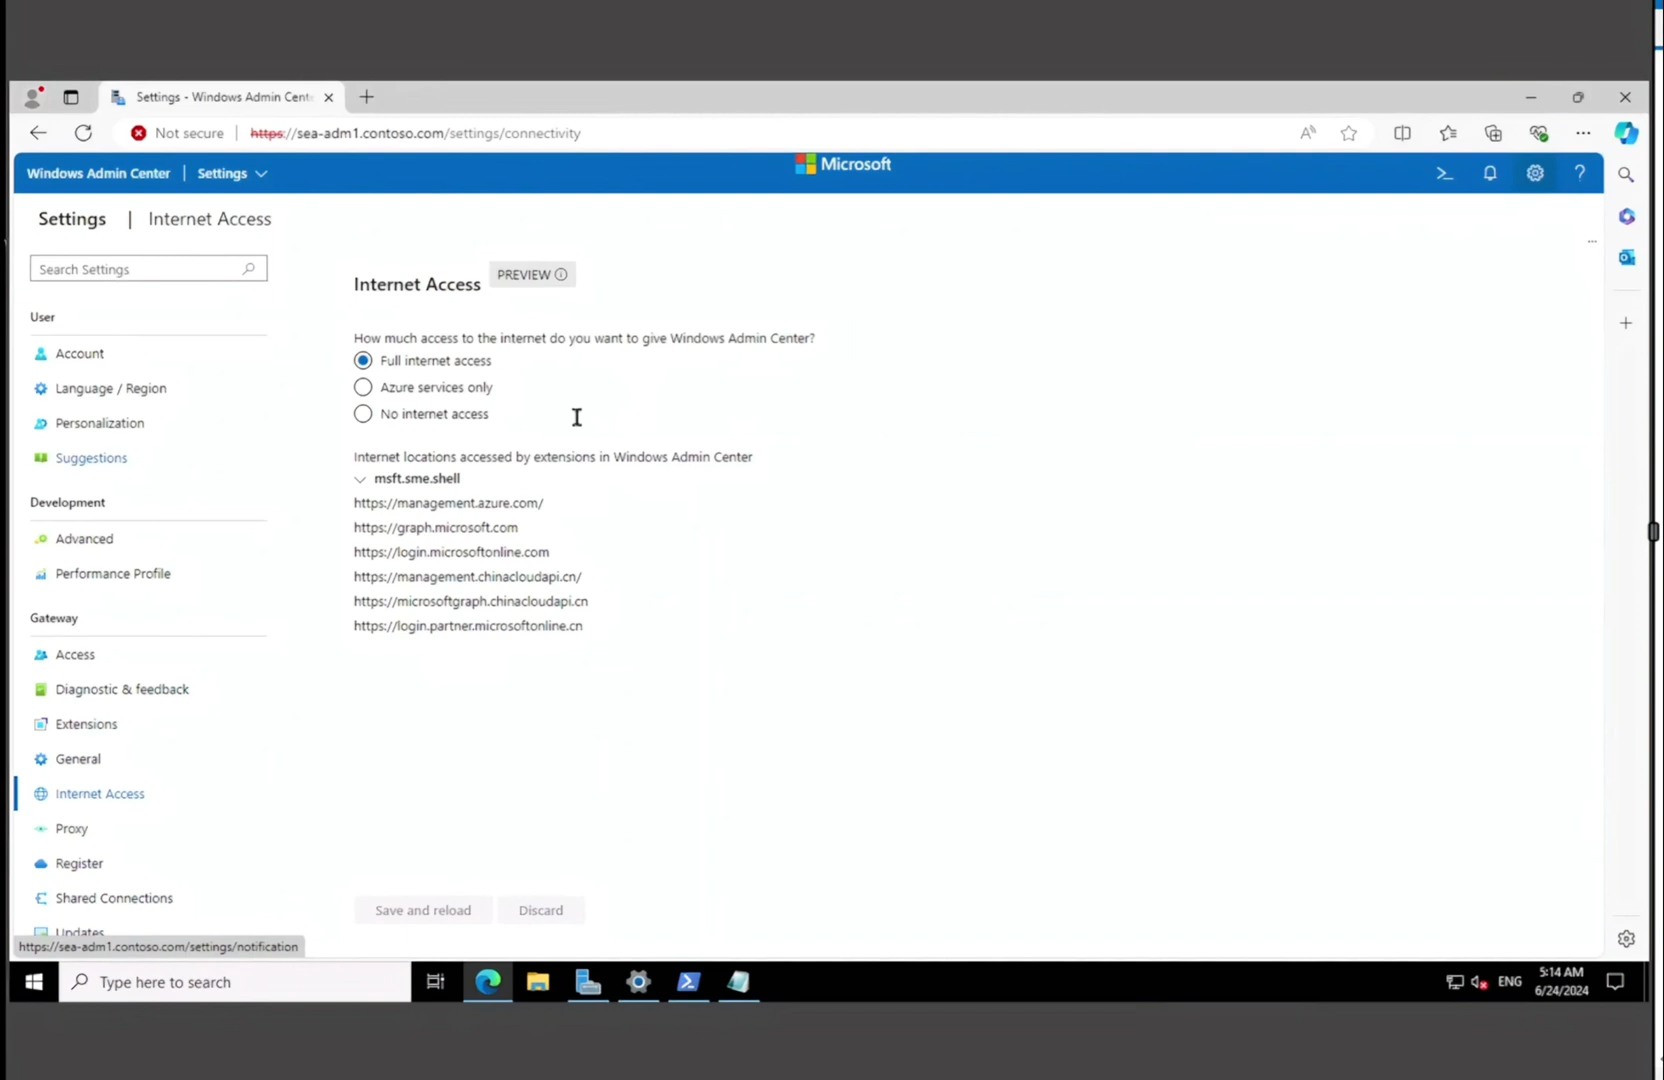 Settings - Windows Admin Cent
Not secure
https://sea-adm1.contoso.com/settings/connectivity
Windows Admin Center
Settings
Microsoft
Settings | Internet Access
Search Settings
User
Account
Language / Region
Personalization
Suggestions
Development
Advanced
Performance Profile
Gateway
Access
Diagnostic & feedback
Extensions
General
Internet Access
Proxy
Register
Shared Connections
Updates
https://sea-adm1.contoso.com/settings/notification
Internet Access
PREVIEW
How much access to the internet do you want to give Windows Admin Center?
Full internet access
Azure services only
No internet access
Internet locations accessed by extensions in Windows Admin Center
msft.sme.shell
https://management.azure.com/
https://graph.microsoft.com
https://login.microsoftonline.com
https://management.chinacloudapi.cn/
https://microsoftgraph.chinacloudapi.cn
https://login.partner.microsoftonline.cn
Save and reload
Discard
Type here to search
ENG
5:14 AM
6/24/2024